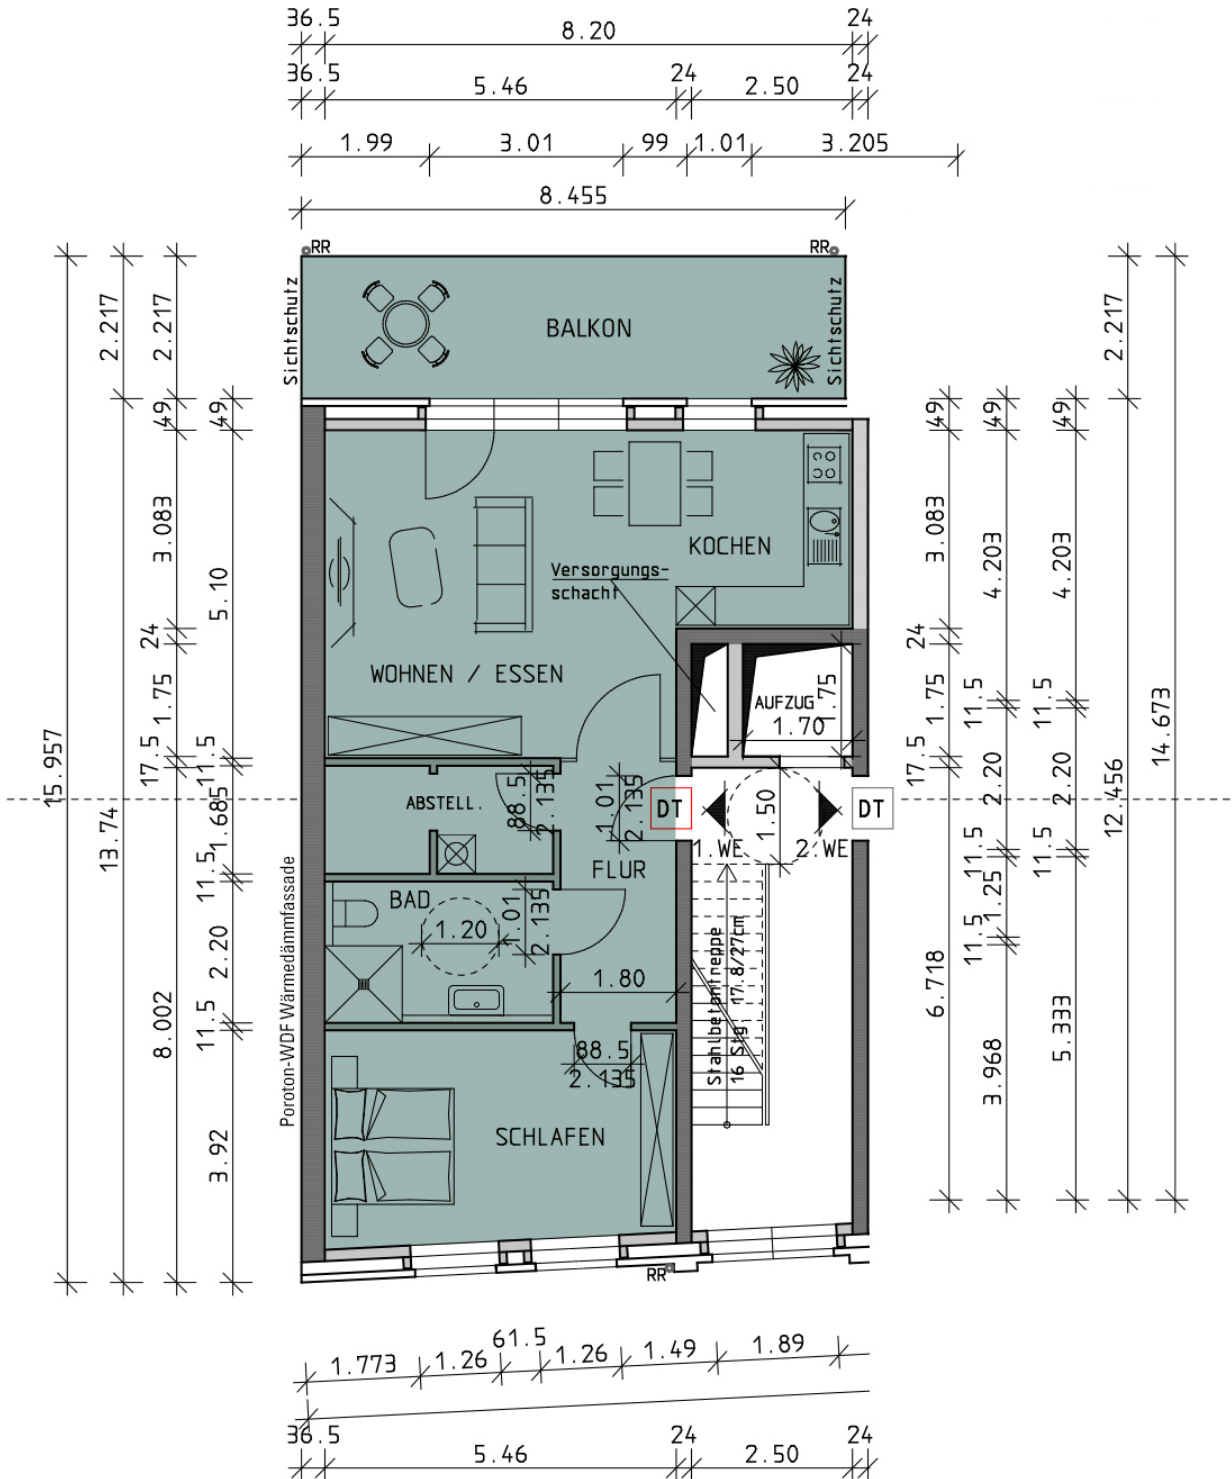 36.5 8.20 24
36.5 5.46 24 2.50 24
1.99 3.01 99 1.01 3.205
8.455
RR RR
Sichtschutz
BALKON
Sichtschutz
2.217
2.217
2.217
49
49
49
49
49
3.083
5.10
3.083
4.203
4.203
KOCHEN
Versorgungs-
schacht
WOHNEN / ESSEN
AUFZUG
1.75
1.70
24
1.75
17.5
11.5
24
1.75
17.5
11.5
11.5
14.673
15.957
13.74
12.456
ABSTELL.
88.5
2.135
1.01
2.135
DT
1.50
DT
1.WE 2.WE
1.685
2.20
2.20
FLUR
11.5
11.5
11.5
1.25
11.5
BAD
1.20
1.01
2.135
1.80
2.20
11.5
8.002
6.718
3.968
5.333
Poroton-WDF Wärmedämmfassade
Stahlbetontreppe
16 Stg. 17.8/27cm
88.5
2.135
SCHLAFEN
3.92
RR
61.5
1.773 1.26 1.26 1.49 1.89
36.5 5.46 24 2.50 24